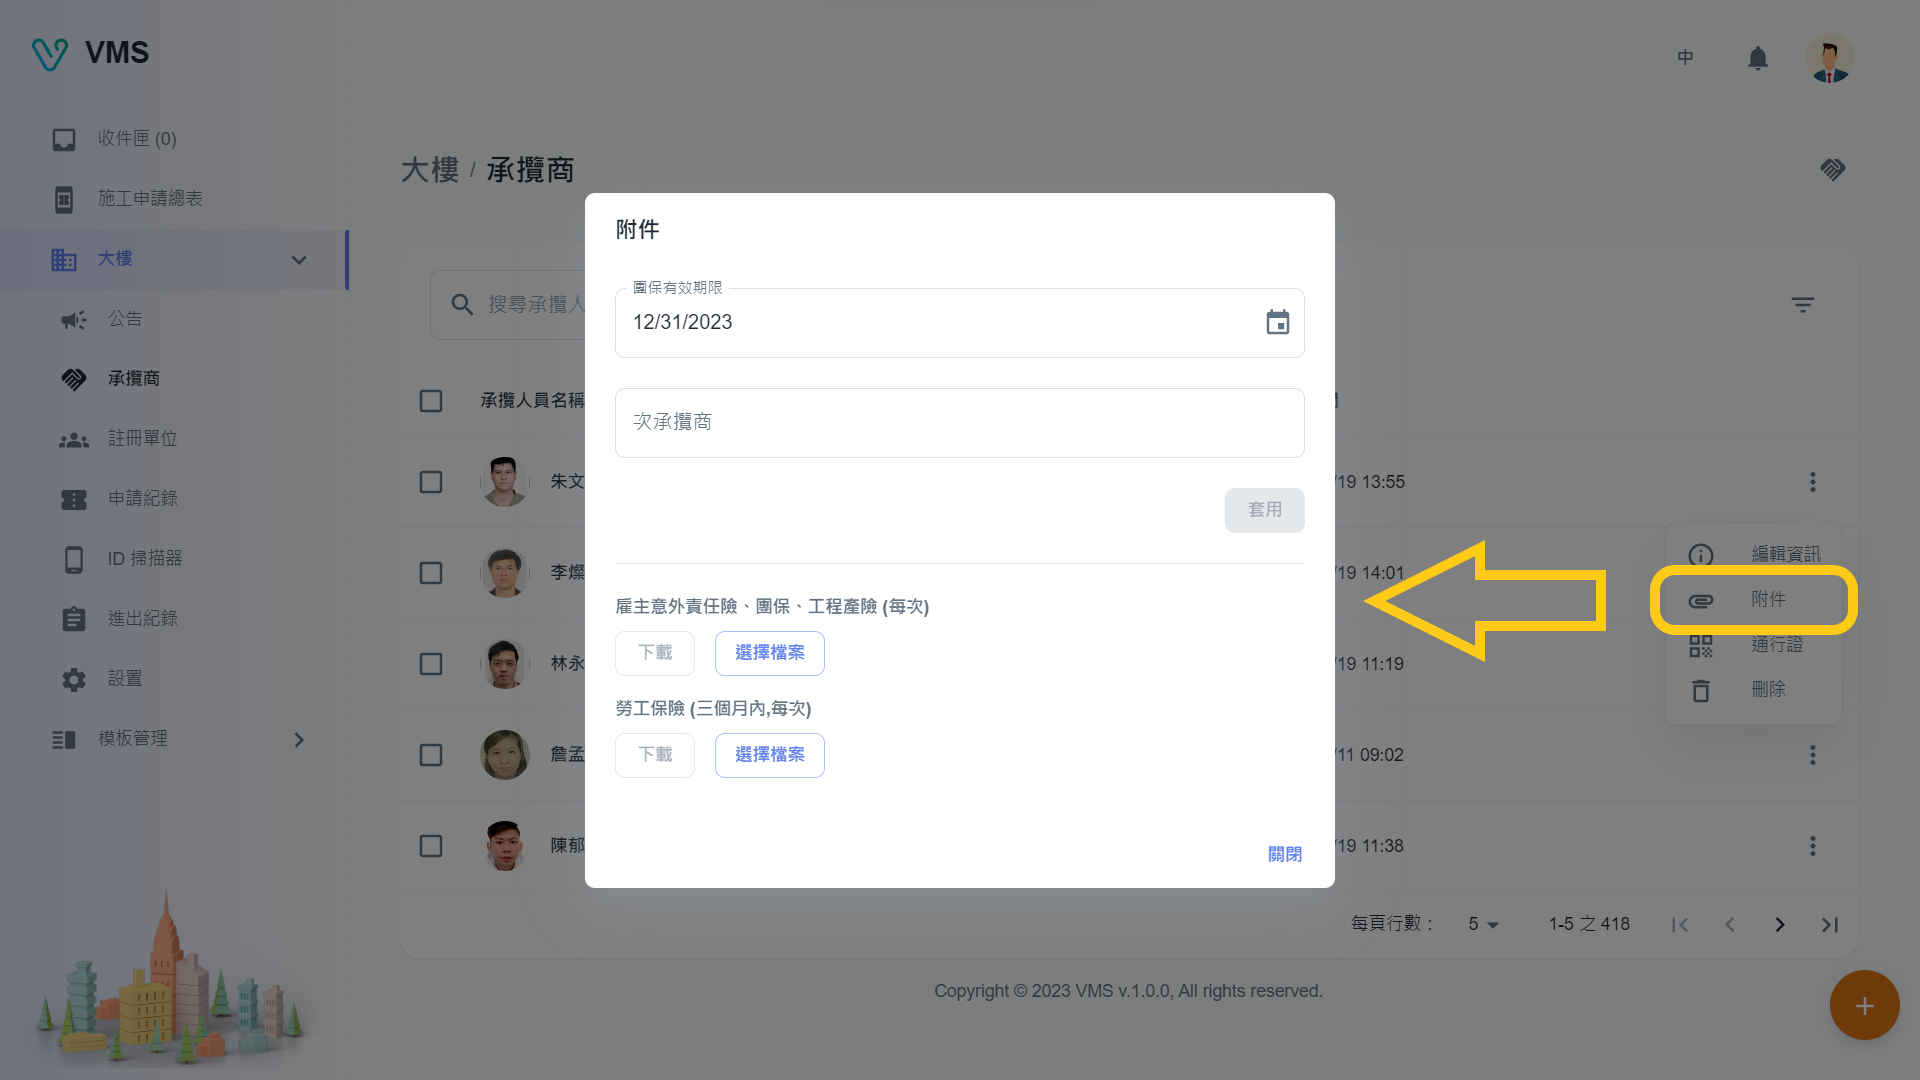 VMS
中
收件匣 (0)
施工申請總表
大樓
公告
承攬商
註冊單位
申請紀錄
ID 掃描器
進出紀錄
設置
模板管理
大樓 / 承攬商
搜尋承攬人
承攬人員名稱
朱文
/19 13:55
李燦
/19 14:01
林永
/19 11:19
詹孟
/11 09:02
陳郁
/19 11:38
編輯資訊
附件
通行證
刪除
附件
團保有效期限
12/31/2023
次承攬商
套用
雇主意外責任險、團保、工程產險 (每次)
下載
選擇檔案
勞工保險 (三個月內,每次)
下載
選擇檔案
關閉
每頁行數： 5 1-5 之 418
Copyright © 2023 VMS v.1.0.0, All rights reserved.